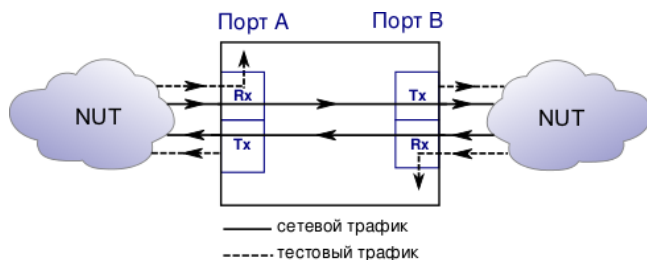 Порт A Порт B
Rx Tx
NUT NUT
Tx Rx
сетевой трафик
тестовый трафик